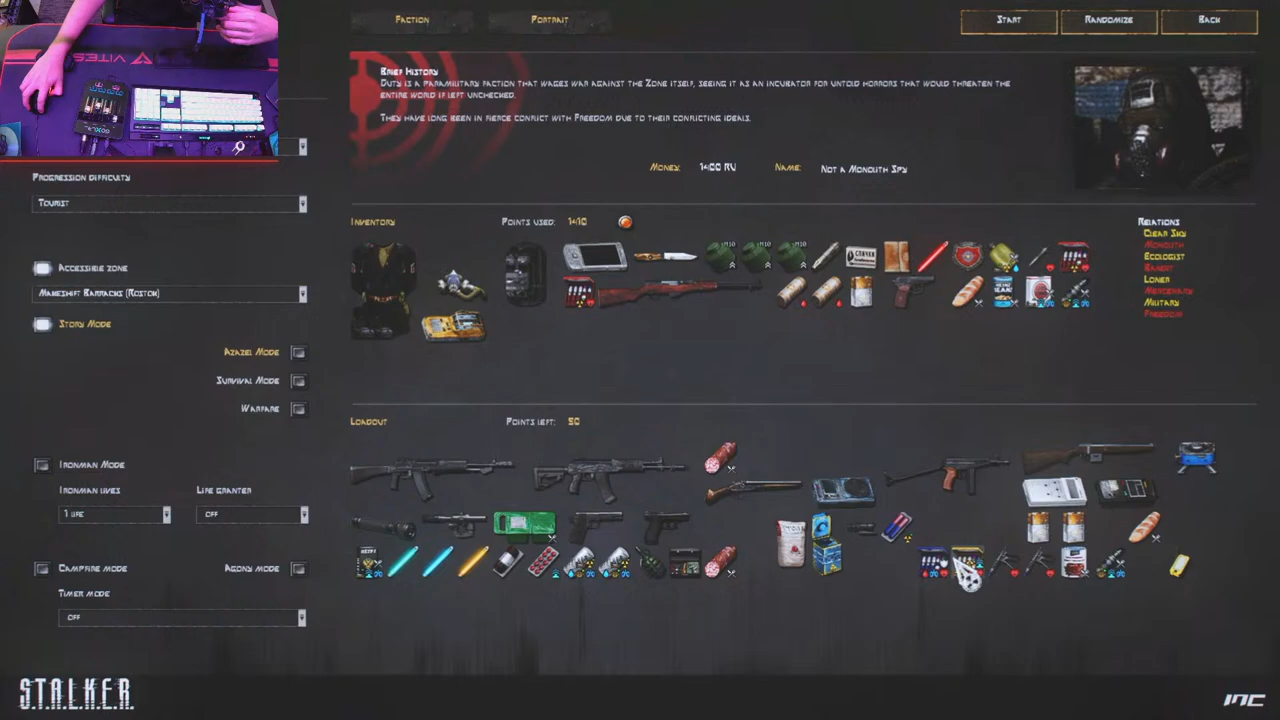 FACTION
PORTRAIT
START
RANDOMIZE
BACK
BRIEF HISTORY
DUTY IS A PARAMILITARY FACTION THAT WAGES WAR AGAINST THE ZONE ITSELF, SEEING IT AS AN INCUBATOR FOR UNTOLD HORRORS THAT WOULD THREATEN THE
ENTIRE WORLD IF LEFT UNCHECKED.
THEY HAVE LONG BEEN IN FIERCE CONFLICT WITH FREEDOM DUE TO THEIR CONFLICTING IDEALS.
MONEY: 1400 RU NAME: NOT A MONOLITH SPY
PROGRESSION DIFFICULTY
TOURIST
INVENTORY POINTS USED: 1410
RELATIONS
CLEAR SKY
MONOLITH
ECOLOGIST
BANDIT
LONER
MERCENARY
MILITARY
FREEDOM
ACCESSIBLE ZONE
MAKESHIFT BARRACKS (ROSTOK)
STORY MODE
AZAZEL MODE
SURVIVAL MODE
WARFARE
LOADOUT POINTS LEFT: 90
IRONMAN MODE
IRONMAN LIVES LIFE GRANTER
1 LIFE OFF
CAMPFIRE MODE AGONY MODE
TIMER MODE
OFF
S.T.A.L.K.E.R.